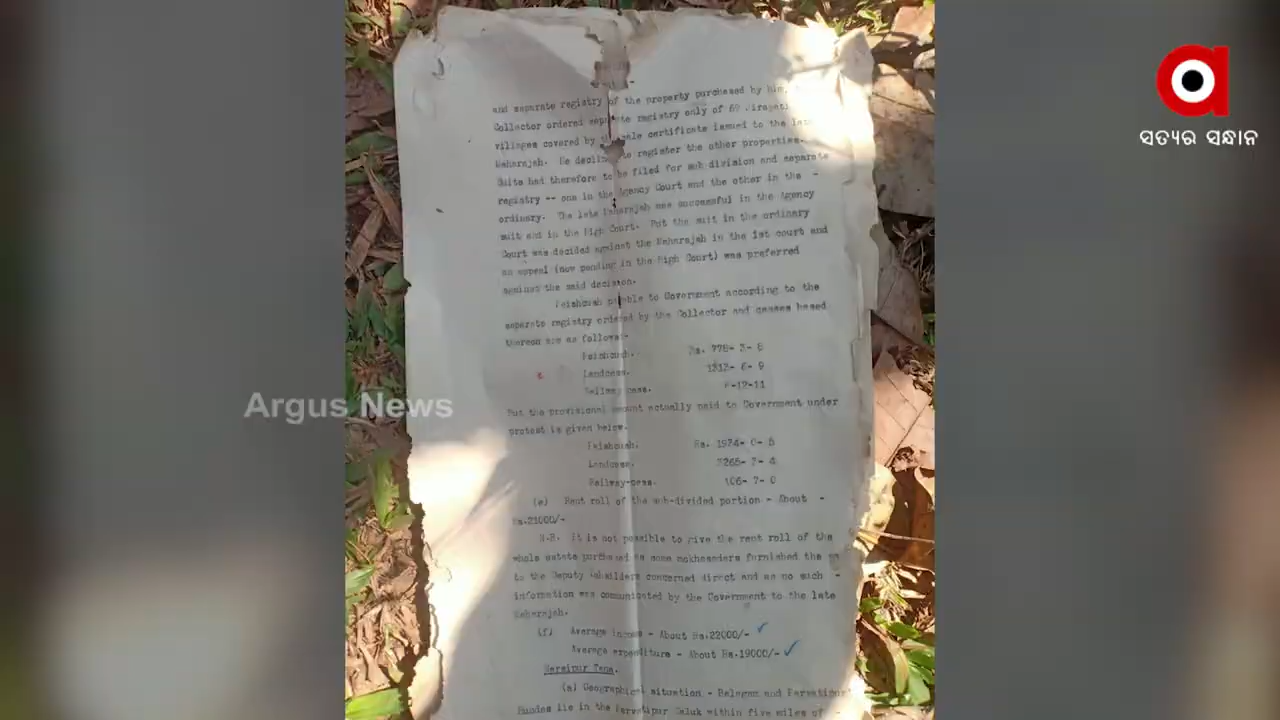 ସତ୍ୟର ସନ୍ଧାନ
Argus News
and separate registry of the property purchased by him.
Collector ordered separate registry only of 69
villages covered by the sale certificate issued to the late
Maharajah. He declined to register the other properties.
Suits had therefore to be filed for sub-division and separate
registry -- one in the Agency Court and the other in the -
ordinary. The late Maharajah was successful in the Agency
suit and in the High Court. But the suit in the ordinary
Court was decided against the Maharajah in the 1st court and
an appeal (now pending in the High Court) was preferred
against the said decision.
Peishcush payable to Government according to the
separate registry ordered by the Collector and cesses based
thereon are as follows-
Peishcush. Rs. 778- 3- 8
Landcess. 1313- 6- 9
Railway cess. -12-11
But the provisional amount actually paid to Government under
protest is given below.
Peishcush. Rs. 1934- 0- 5
Landcess. 3265- 7- 4
Railway-cess. 106- 7- 0
(e) Rent roll of the sub-divided portion - About -
Rs.21000/-
N.B. It is not possible to give the rent roll of the
whole estate purchased as some mokhasadars furnished the
to the Deputy Tahsildars concerned direct and as no such -
information was communicated by the Government to the late
Maharajah.
(f) Average income - About Rs.22000/-
Average expenditure - About Rs.19000/-
Narsipur Tana.
(a) Geographical situation - Belagam and Parvatipur
Mundas lie in the Parvatipur Taluk within five miles of -